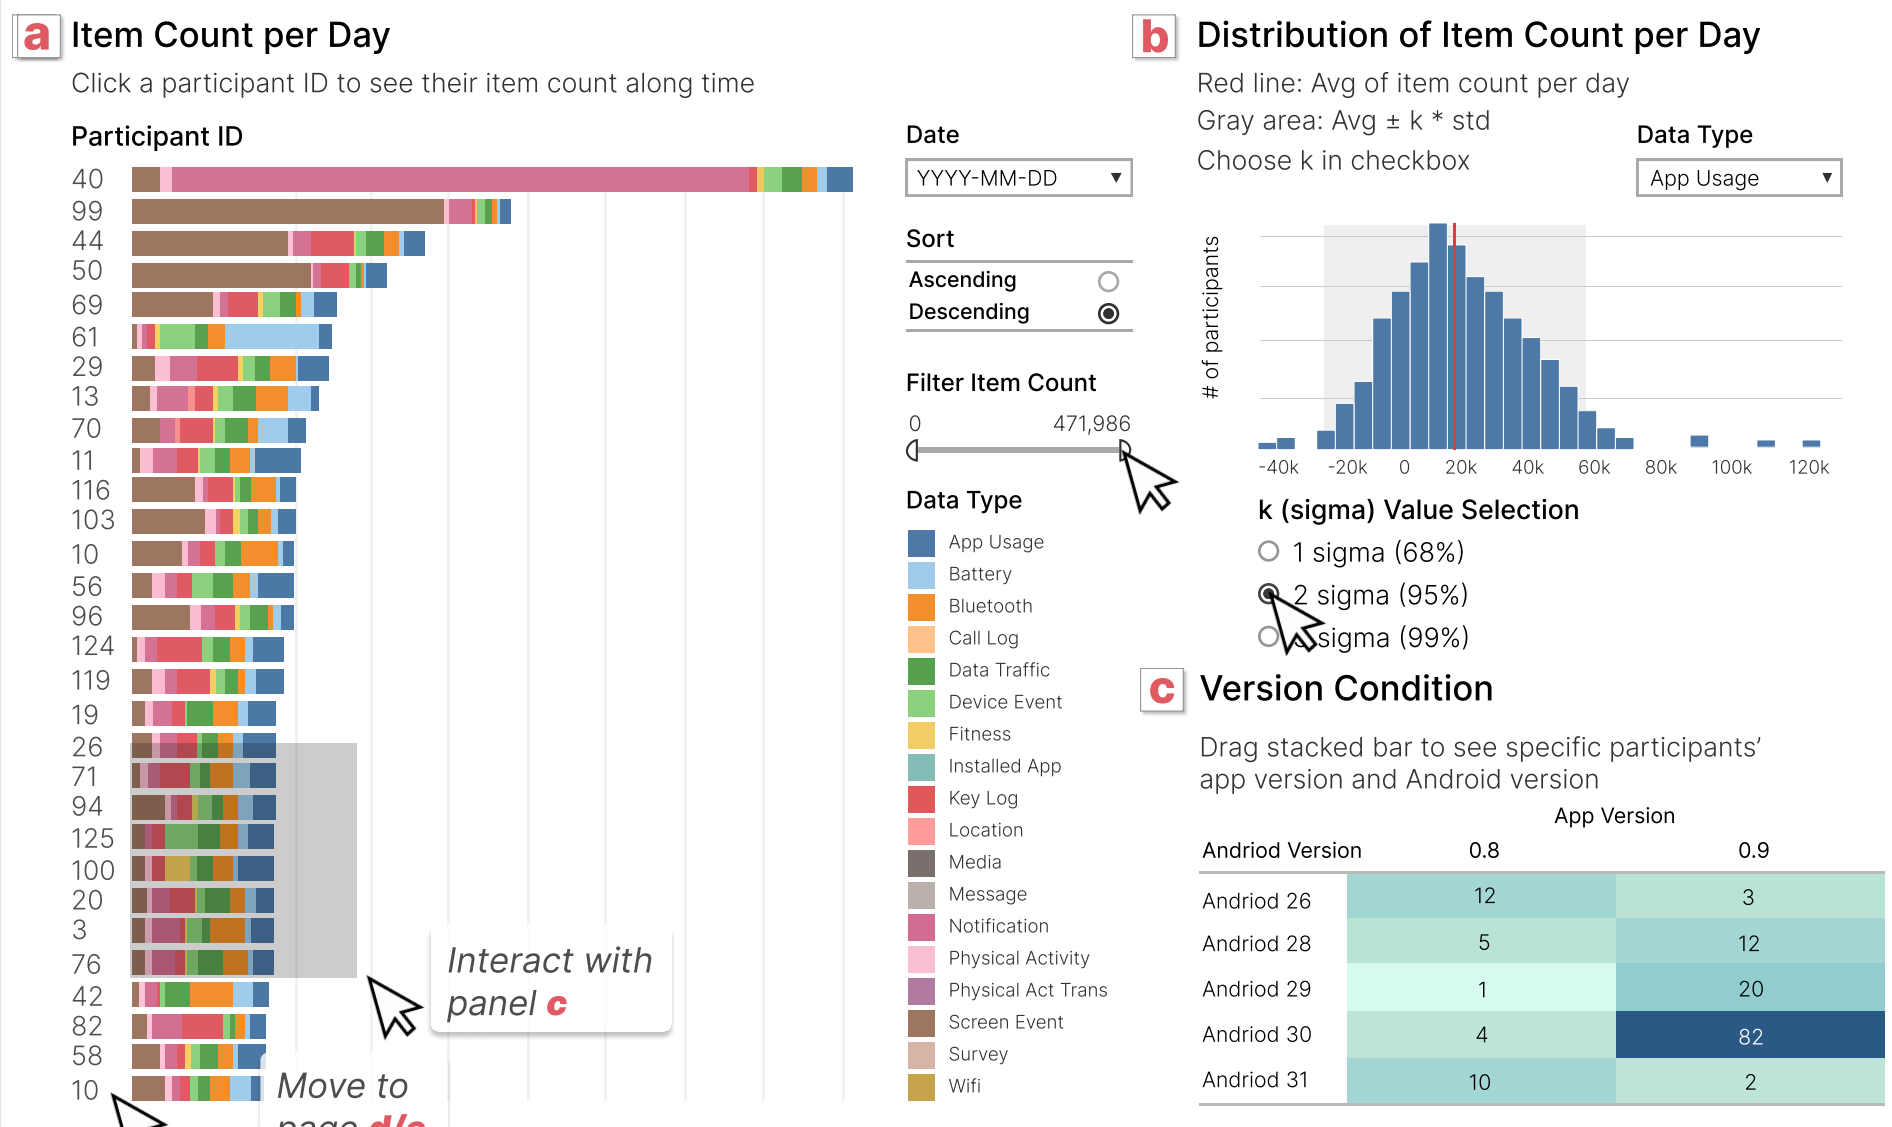 a Item Count per Day
Click a participant ID to see their item count along time
Participant ID
40
99
44
50
69
61
29
13
70
11
116
103
10
56
96
124
119
19
26
71
94
125
100
20
3
76
42
82
58
10
Interact with
panel c
Move to
page d/e
Date
YYYY-MM-DD
Sort
Ascending
Descending
Filter Item Count
0 471,986
Data Type
App Usage
Battery
Bluetooth
Call Log
Data Traffic
Device Event
Fitness
Installed App
Key Log
Location
Media
Message
Notification
Physical Activity
Physical Act Trans
Screen Event
Survey
Wifi
b Distribution of Item Count per Day
Red line: Avg of item count per day
Gray area: Avg ± k * std
Choose k in checkbox
Data Type
App Usage
# of participants
-40k -20k 0 20k 40k 60k 80k 100k 120k
k (sigma) Value Selection
1 sigma (68%)
2 sigma (95%)
sigma (99%)
c Version Condition
Drag stacked bar to see specific participants’
app version and Android version
App Version
Andriod Version 0.8 0.9
Andriod 26 12 3
Andriod 28 5 12
Andriod 29 1 20
Andriod 30 4 82
Andriod 31 10 2